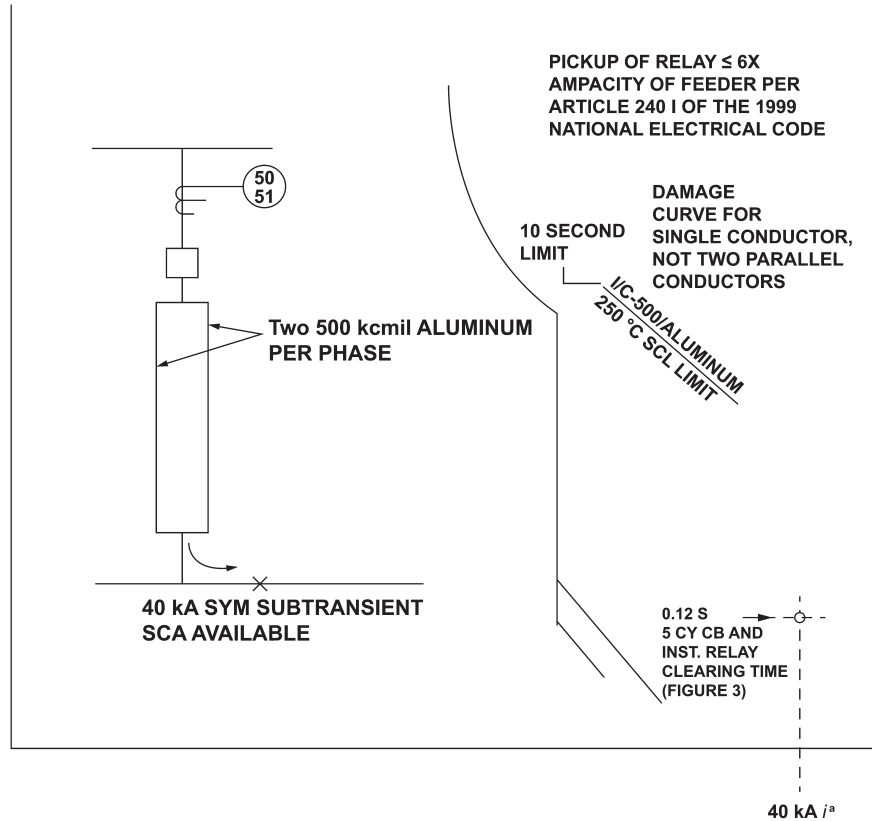 PICKUP OF RELAY ≤ 6X
AMPACITY OF FEEDER PER
ARTICLE 240 I OF THE 1999
NATIONAL ELECTRICAL CODE
50
51
DAMAGE
CURVE FOR
SINGLE CONDUCTOR,
NOT TWO PARALLEL
CONDUCTORS
10 SECOND
LIMIT
I/C-500/ALUMINUM
250 °C SCL LIMIT
Two 500 kcmil ALUMINUM
PER PHASE
40 kA SYM SUBTRANSIENT
SCA AVAILABLE
0.12 S
5 CY CB AND
INST. RELAY
CLEARING TIME
(FIGURE 3)
40 kA iᵃ